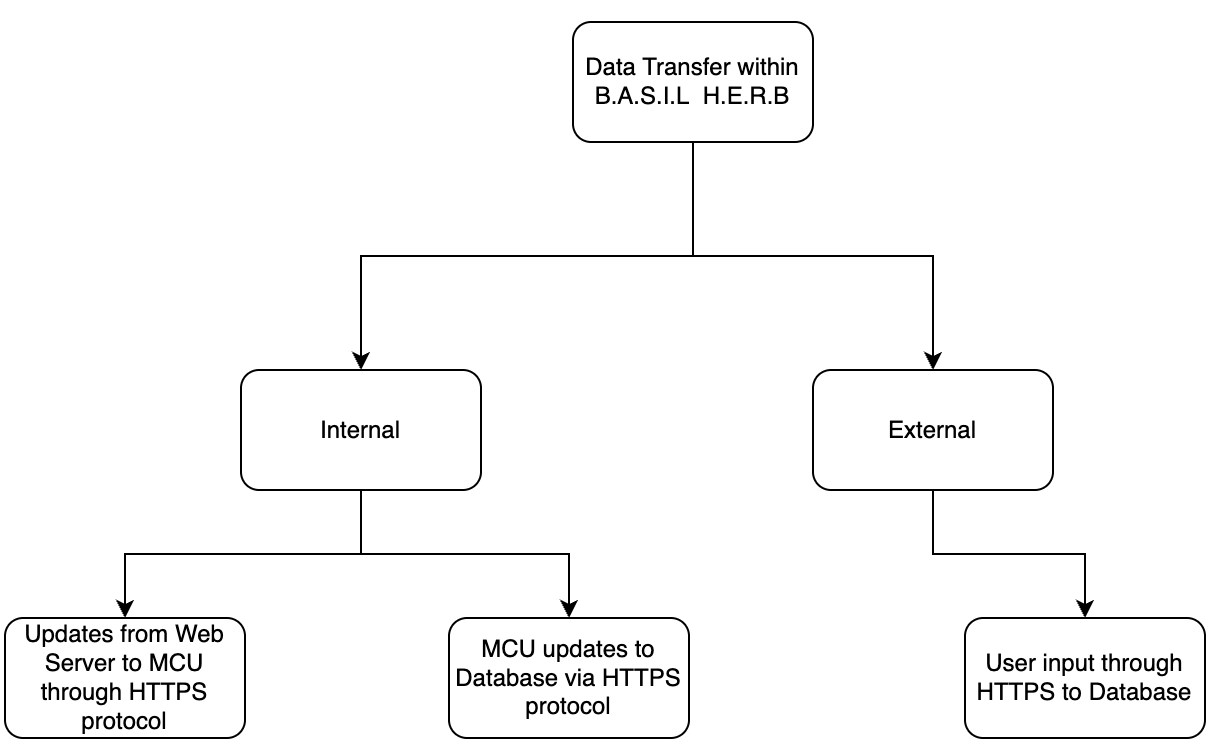 Data Transfer within
B.A.S.I.L  H.E.R.B
Internal
External
Updates from Web
Server to MCU
through HTTPS
protocol
MCU updates to
Database via HTTPS
protocol
User input through
HTTPS to Database